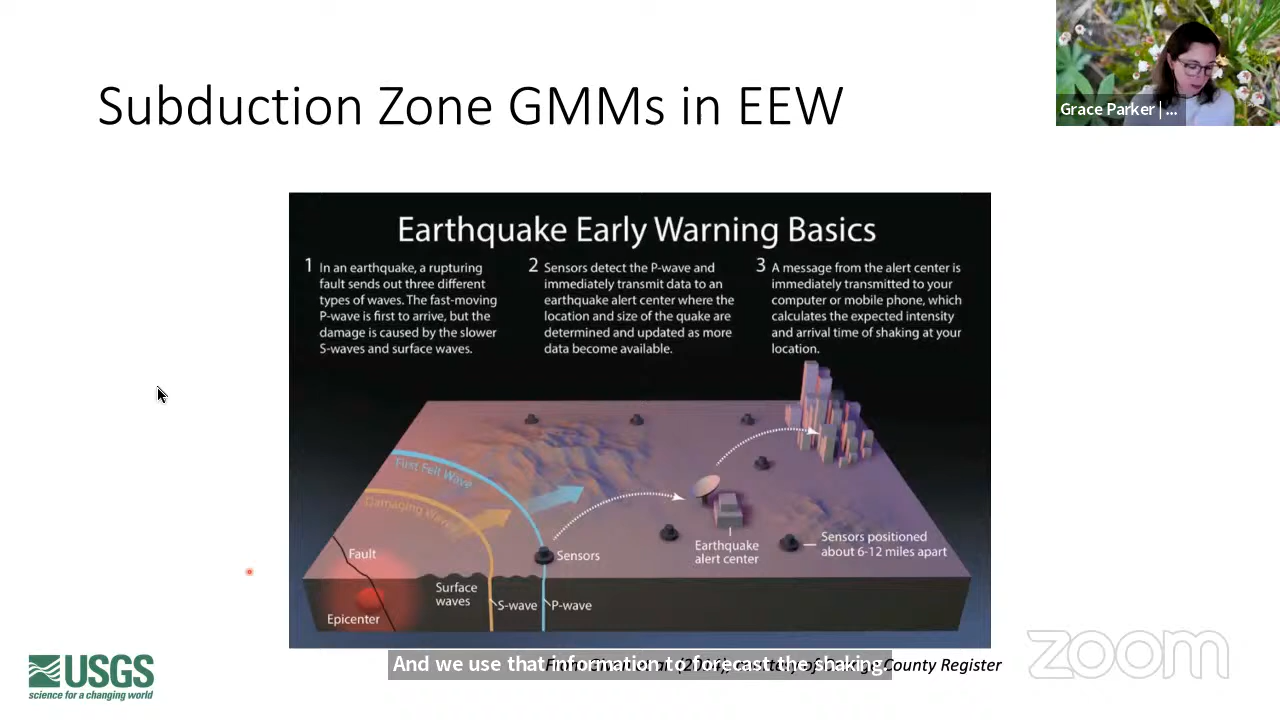 Subduction Zone GMMs in EEW
Grace Parker | ...
Earthquake Early Warning Basics
1 In an earthquake, a rupturing
fault sends out three different
types of waves. The fast-moving
P-wave is first to arrive, but the
damage is caused by the slower
S-waves and surface waves.
2 Sensors detect the P-wave and
immediately transmit data to an
earthquake alert center where the
location and size of the quake are
determined and updated as more
data become available.
3 A message from the alert center is
immediately transmitted to your
computer or mobile phone, which
calculates the expected intensity
and arrival time of shaking at your
location.
First Felt Wave
Damaging Waves
Fault
Epicenter
Surface
waves
S-wave
P-wave
Sensors
Earthquake
alert center
Sensors positioned
about 6-12 miles apart
And we use that information to forecast the shaking.
County Register
USGS
science for a changing world
zoom